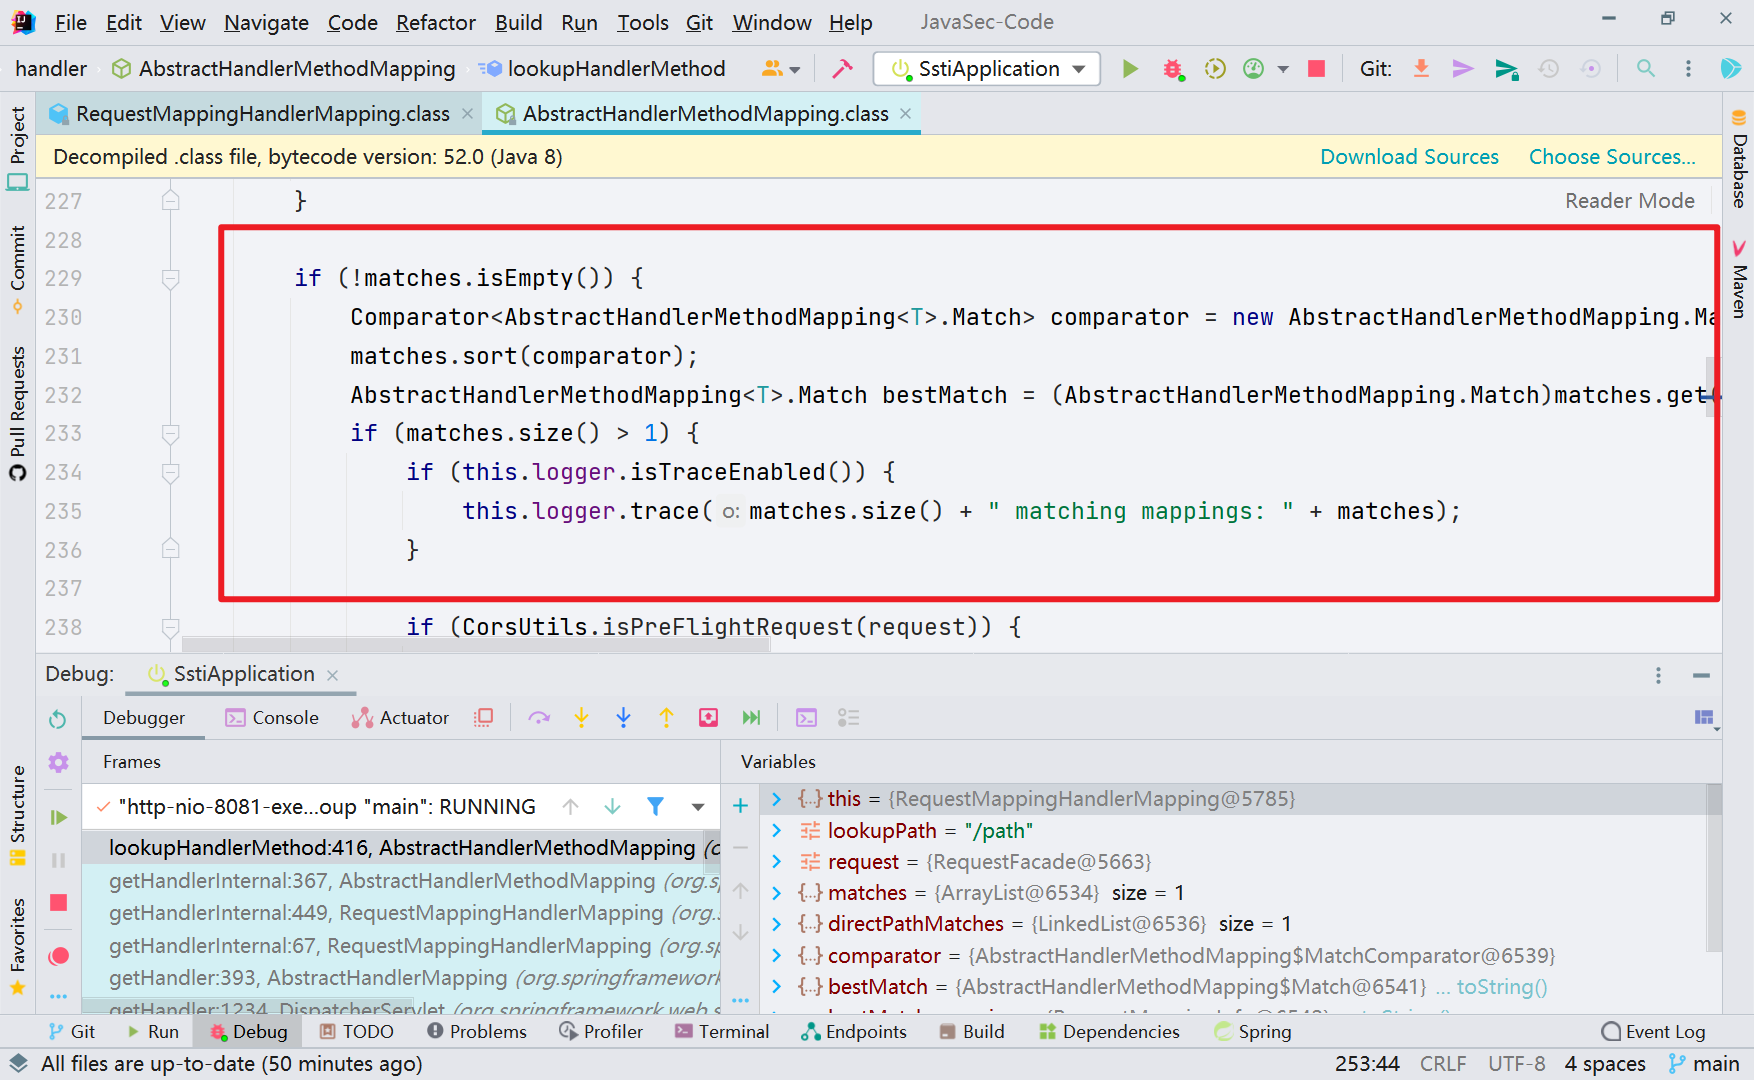 File Edit View Navigate Code Refactor Build Run Tools Git Window Help JavaSec-Code
handler AbstractHandlerMethodMapping lookupHandlerMethod SstiApplication Git:
RequestMappingHandlerMapping.class AbstractHandlerMethodMapping.class
Decompiled .class file, bytecode version: 52.0 (Java 8) Download Sources Choose Sources...
Reader Mode
227 }
228
229 if (!matches.isEmpty()) {
230 Comparator<AbstractHandlerMethodMapping<T>.Match> comparator = new AbstractHandlerMethodMapping.Ma
231 matches.sort(comparator);
232 AbstractHandlerMethodMapping<T>.Match bestMatch = (AbstractHandlerMethodMapping.Match)matches.get(
233 if (matches.size() > 1) {
234 if (this.logger.isTraceEnabled()) {
235 this.logger.trace( o: matches.size() + " matching mappings: " + matches);
236 }
237
238 if (CorsUtils.isPreFlightRequest(request)) {
Project
Commit
Pull Requests
Structure
Favorites
Database
Maven
Debug: SstiApplication
Debugger Console Actuator
Frames
"http-nio-8081-exe...oup "main": RUNNING
lookupHandlerMethod:416, AbstractHandlerMethodMapping (o
getHandlerInternal:367, AbstractHandlerMethodMapping (org.sp
getHandlerInternal:449, RequestMappingHandlerMapping (org.
getHandlerInternal:67, RequestMappingHandlerMapping (org.sp
getHandler:393, AbstractHandlerMapping (org.springframework
getHandler:1234, DispatcherServlet (org.springframework.web.s
Variables
this = {RequestMappingHandlerMapping@5785}
lookupPath = "/path"
request = {RequestFacade@5663}
matches = {ArrayList@6534} size = 1
directPathMatches = {LinkedList@6536} size = 1
comparator = {AbstractHandlerMethodMapping$MatchComparator@6539}
bestMatch = {AbstractHandlerMethodMapping$Match@6541} ... toString()
Git Run Debug TODO Problems Profiler Terminal Endpoints Build Dependencies Spring Event Log
All files are up-to-date (50 minutes ago) 253:44 CRLF UTF-8 4 spaces main